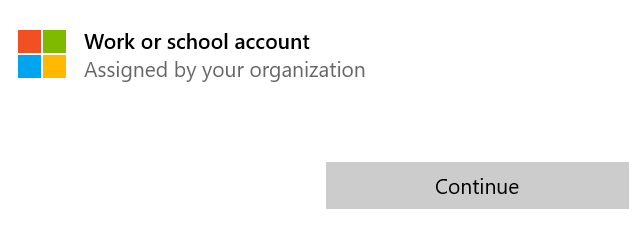 Work or school account
Assigned by your organization
Continue